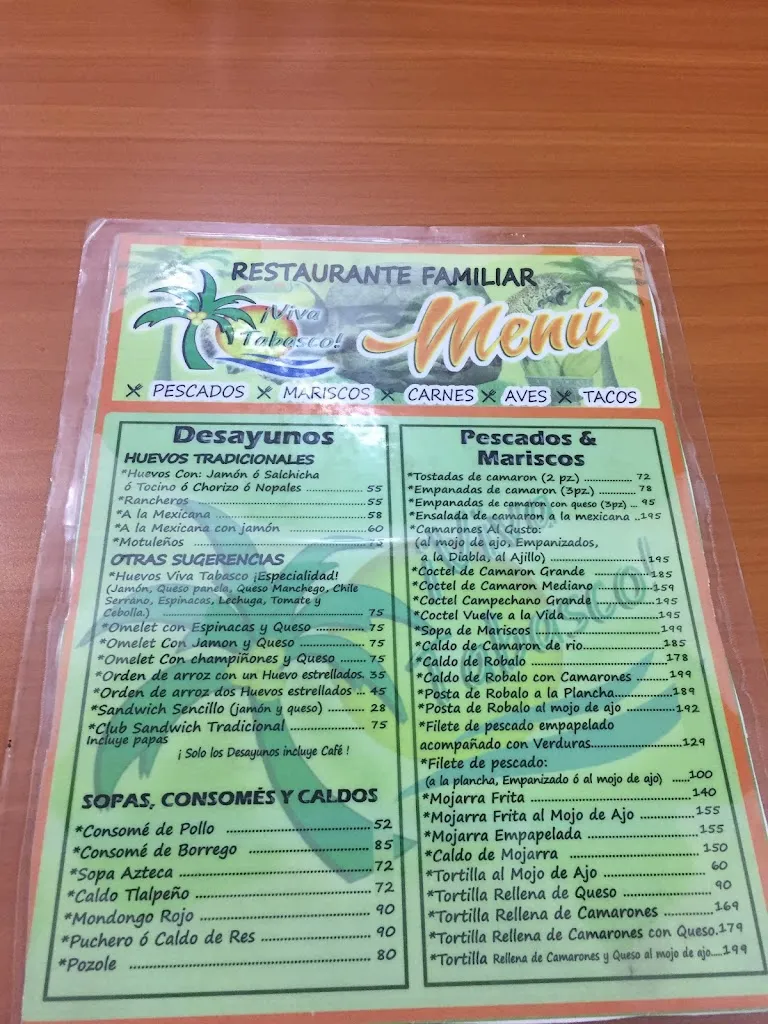 RESTAURANTE FAMILIAR
¡Viva
Tabasco!
Menú
PESCADOS MARISCOS CARNES AVES TACOS
Desayunos
HUEVOS TRADICIONALES
*Huevos Con: Jamón ó Salchicha
ó Tocino ó Chorizo ó Nopales ........ 55
*Rancheros ........ 55
*A la Mexicana ........ 58
*A la Mexicana con jamón ........ 60
*Motuleños ........ 75
OTRAS SUGERENCIAS
*Huevos Viva Tabasco ¡Especialidad!
(Jamón, Queso panela, Queso Manchego, Chile
Serrano, Espinacas, Lechuga, Tomate y
Cebolla.) ........ 75
*Omelet con Espinacas y Queso ........ 75
*Omelet Con Jamon y Queso ........ 75
*Omelet Con champiñones y Queso ........ 75
*Orden de arroz con un Huevo estrellados. 35
*Orden de arroz dos Huevos estrellados ... 45
*Sandwich Sencillo (jamón y queso) ........ 28
*Club Sandwich Tradicional ........ 75
Incluye papas
¡ Solo los Desayunos incluye Café !
SOPAS, CONSOMÉS Y CALDOS
*Consomé de Pollo ........ 52
*Consomé de Borrego ........ 85
*Sopa Azteca ........ 72
*Caldo Tlalpeño ........ 72
*Mondongo Rojo ........ 90
*Puchero ó Caldo de Res ........ 90
*Pozole ........ 80
Pescados &
Mariscos
*Tostadas de camaron (2 pz) ........ 72
*Empanadas de camaron (3pz) ........ 78
*Empanadas de camaron con queso (3pz) ... 95
*Ensalada de camaron a la mexicana ..195
*Camarones Al Gusto:
(al mojo de ajo, Empanizados,
a la Diabla, al Ajillo) ........ 195
*Coctel de Camaron Grande ........ 185
*Coctel de Camaron Mediano ........ 159
*Coctel Campechano Grande ........ 195
*Coctel Vuelve a la Vida ........ 195
*Sopa de Mariscos ........ 199
*Caldo de Camaron de rio ........ 185
*Caldo de Robalo ........ 178
*Caldo de Robalo con Camarones ........ 199
*Posta de Robalo a la Plancha ........ 189
*Posta de Robalo al mojo de ajo ........ 192
*Filete de pescado empapelado
acompañado con Verduras ........ 129
*Filete de pescado:
(a la plancha, Empanizado ó al mojo de ajo) .....100
*Mojarra Frita ........ 140
*Mojarra Frita al Mojo de Ajo ........ 155
*Mojarra Empapelada ........ 155
*Caldo de Mojarra ........ 150
*Tortilla al Mojo de Ajo ........ 60
*Tortilla Rellena de Queso ........ 90
*Tortilla Rellena de Camarones ........ 169
*Tortilla Rellena de Camarones con Queso.179
*Tortilla Rellena de Camarones y Queso al mojo de ajo....199